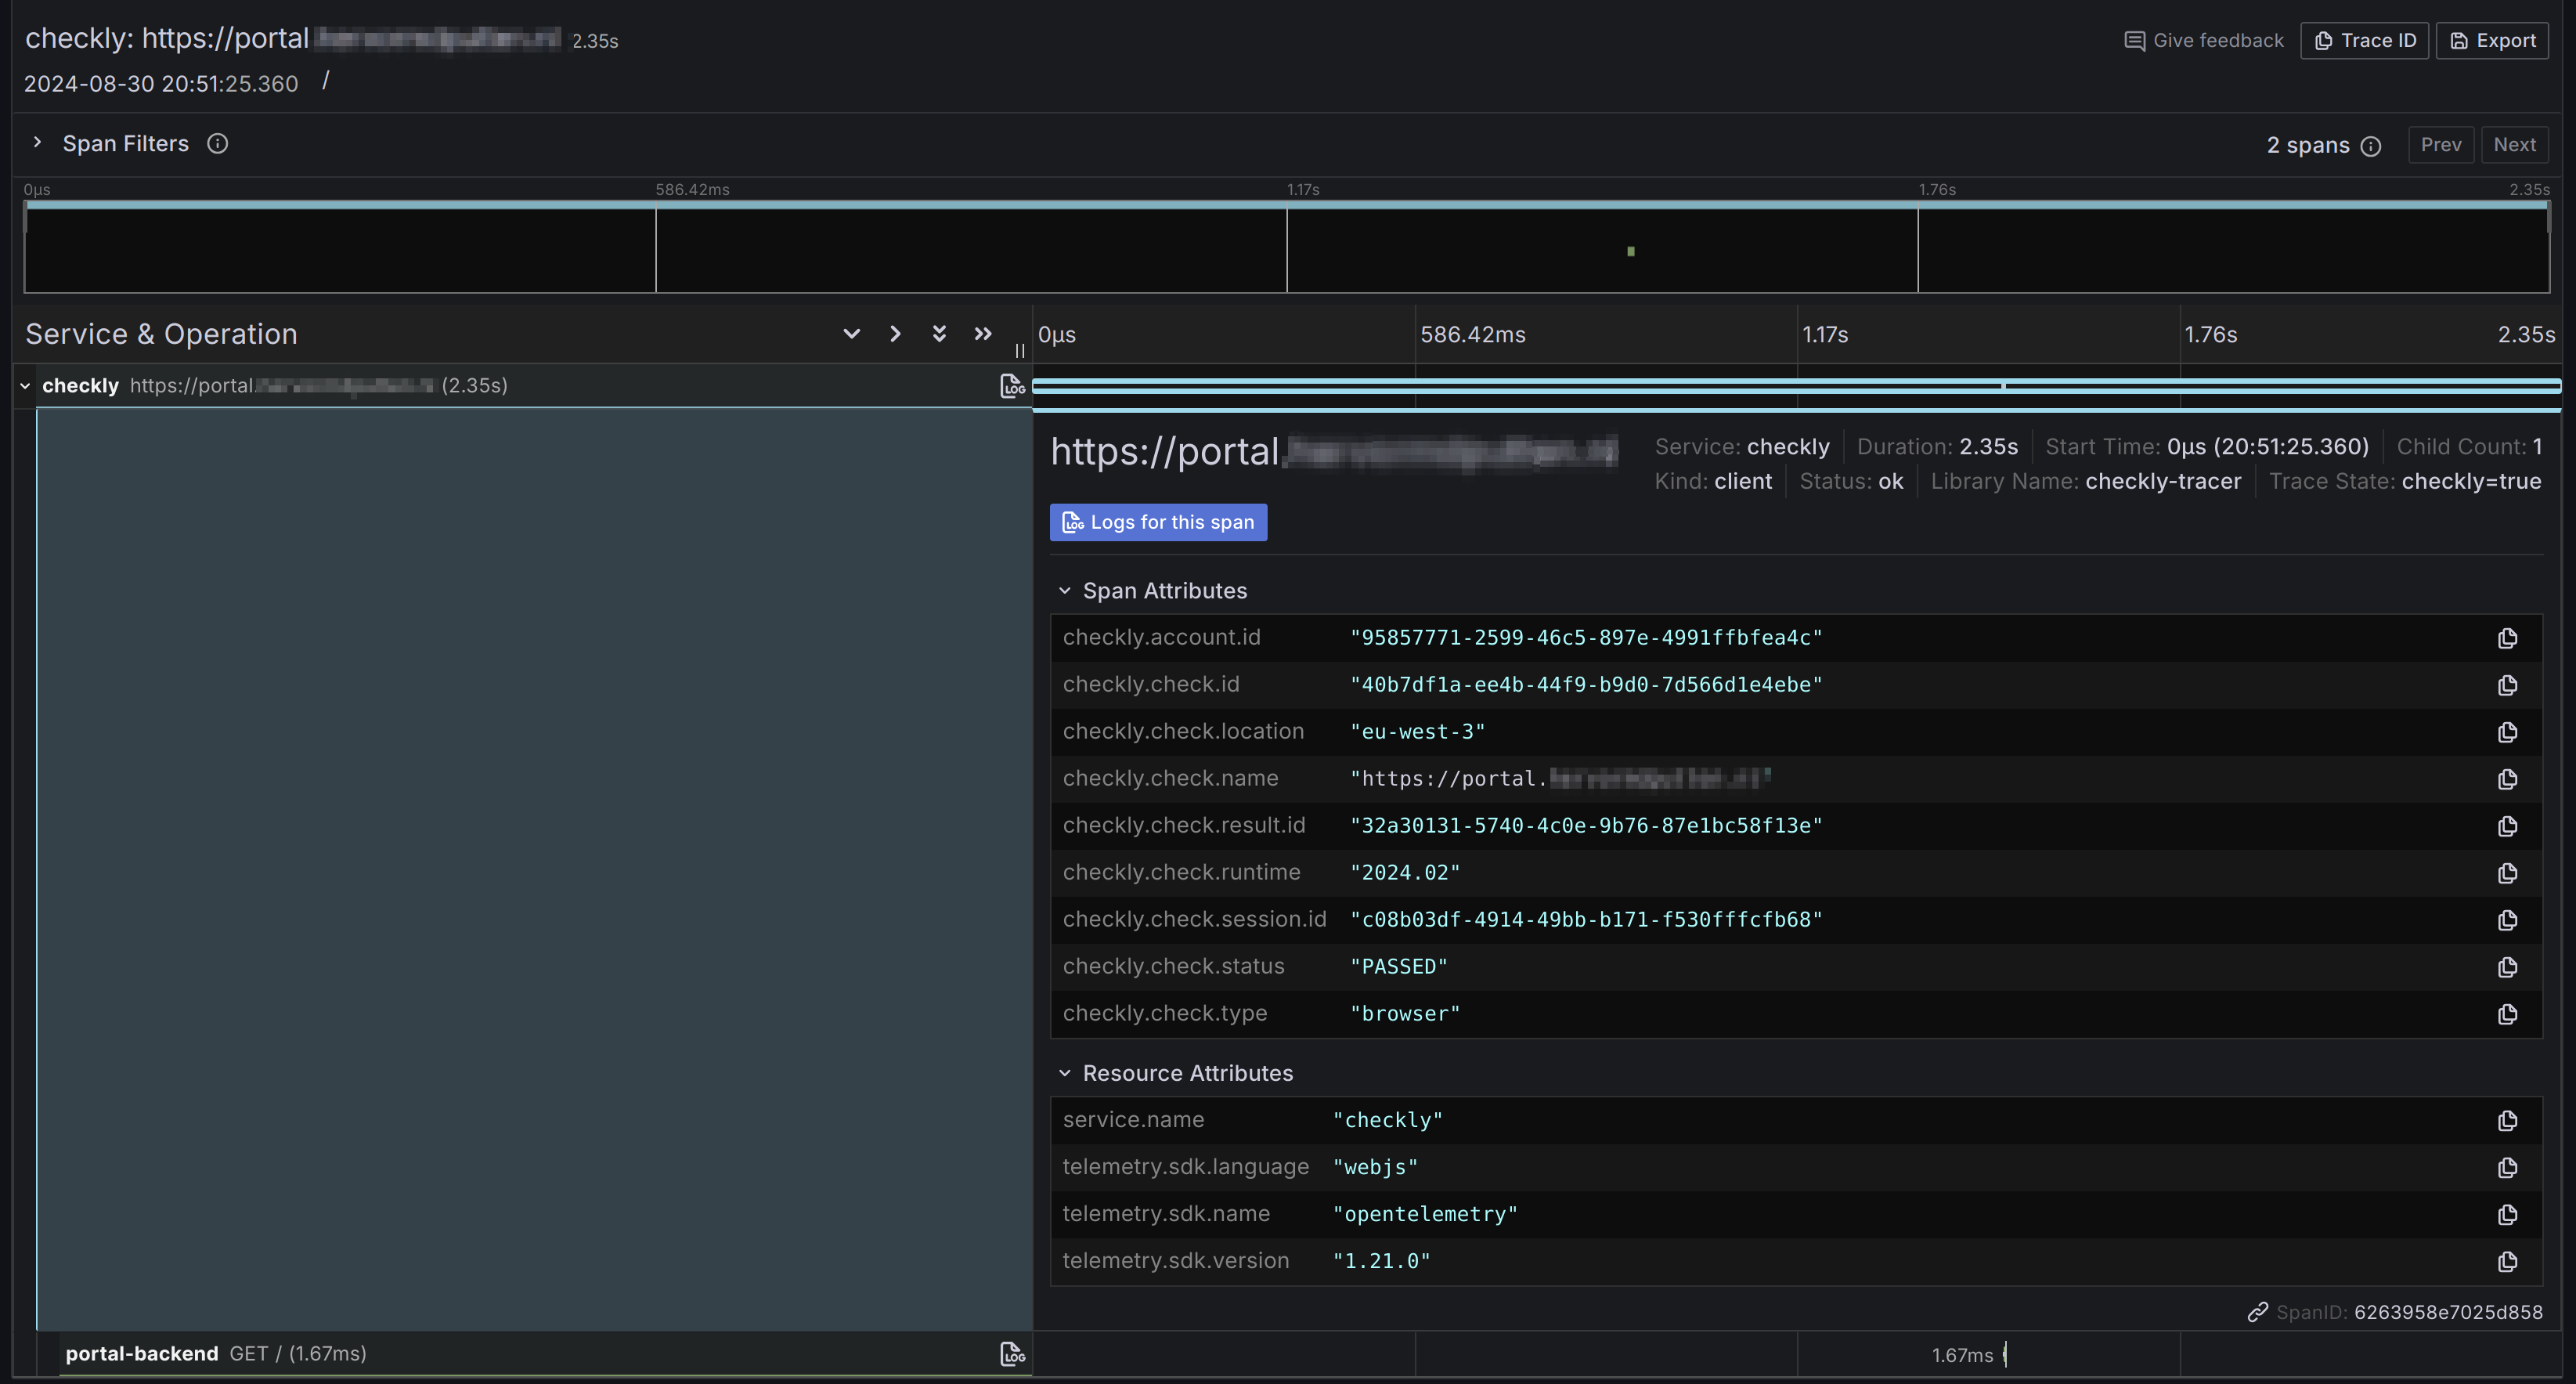 checkly: https://portal 2.35s
Give feedback Trace ID Export
2024-08-30 20:51:25.360 /
Span Filters
2 spans Prev Next
0μs 586.42ms 1.17s 1.76s 2.35s
Service & Operation
0μs 586.42ms 1.17s 1.76s 2.35s
checkly https://portal. (2.35s) LOG
https://portal.
Service: checkly Duration: 2.35s Start Time: 0μs (20:51:25.360) Child Count: 1
Kind: client Status: ok Library Name: checkly-tracer Trace State: checkly=true
LOG Logs for this span
Span Attributes
checkly.account.id "95857771-2599-46c5-897e-4991ffbfea4c"
checkly.check.id "40b7df1a-ee4b-44f9-b9d0-7d566d1e4ebe"
checkly.check.location "eu-west-3"
checkly.check.name "https://portal.
checkly.check.result.id "32a30131-5740-4c0e-9b76-87e1bc58f13e"
checkly.check.runtime "2024.02"
checkly.check.session.id "c08b03df-4914-49bb-b171-f530fffcfb68"
checkly.check.status "PASSED"
checkly.check.type "browser"
Resource Attributes
service.name "checkly"
telemetry.sdk.language "webjs"
telemetry.sdk.name "opentelemetry"
telemetry.sdk.version "1.21.0"
SpanID: 6263958e7025d858
portal-backend GET / (1.67ms) LOG
1.67ms